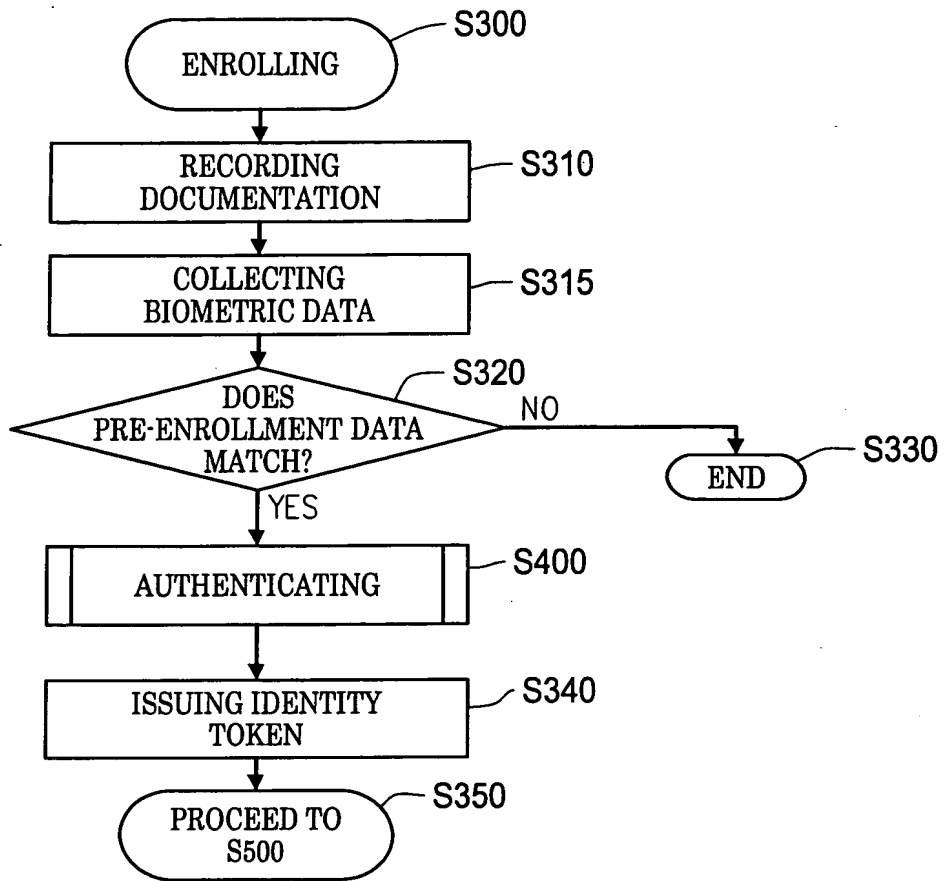 ENROLLING
S300
RECORDING
DOCUMENTATION
S310
COLLECTING
BIOMETRIC DATA
S315
DOES
PRE-ENROLLMENT DATA
MATCH?
S320
NO
END
S330
YES
AUTHENTICATING
S400
ISSUING IDENTITY
TOKEN
S340
PROCEED TO
S500
S350